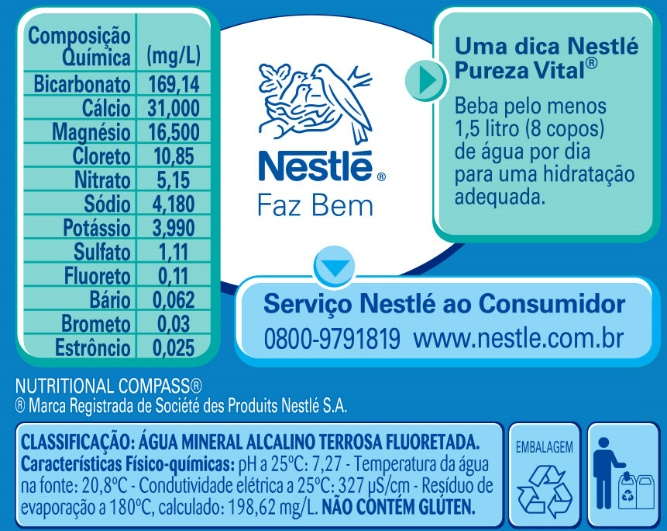 Composição
Química (mg/L)
Bicarbonato 169,14
Cálcio 31,000
Magnésio 16,500
Cloreto 10,85
Nitrato 5,15
Sódio 4,180
Potássio 3,990
Sulfato 1,11
Fluoreto 0,11
Bário 0,062
Brometo 0,03
Estrôncio 0,025
Nestlé®
Faz Bem
Uma dica Nestlé
Pureza Vital®
Beba pelo menos
1,5 litro (8 copos)
de água por dia
para uma hidratação
adequada.
Serviço Nestlé ao Consumidor
0800-9791819 www.nestle.com.br
NUTRITIONAL COMPASS®
® Marca Registrada de Société des Produits Nestlé S.A.
CLASSIFICAÇÃO: ÁGUA MINERAL ALCALINO TERROSA FLUORETADA.
Características Físico-químicas: pH a 25ºC: 7,27 - Temperatura da água
na fonte: 20,8ºC - Condutividade elétrica a 25ºC: 327 µS/cm - Resíduo de
evaporação a 180ºC, calculado: 198,62 mg/L. NÃO CONTÉM GLÚTEN.
EMBALAGEM